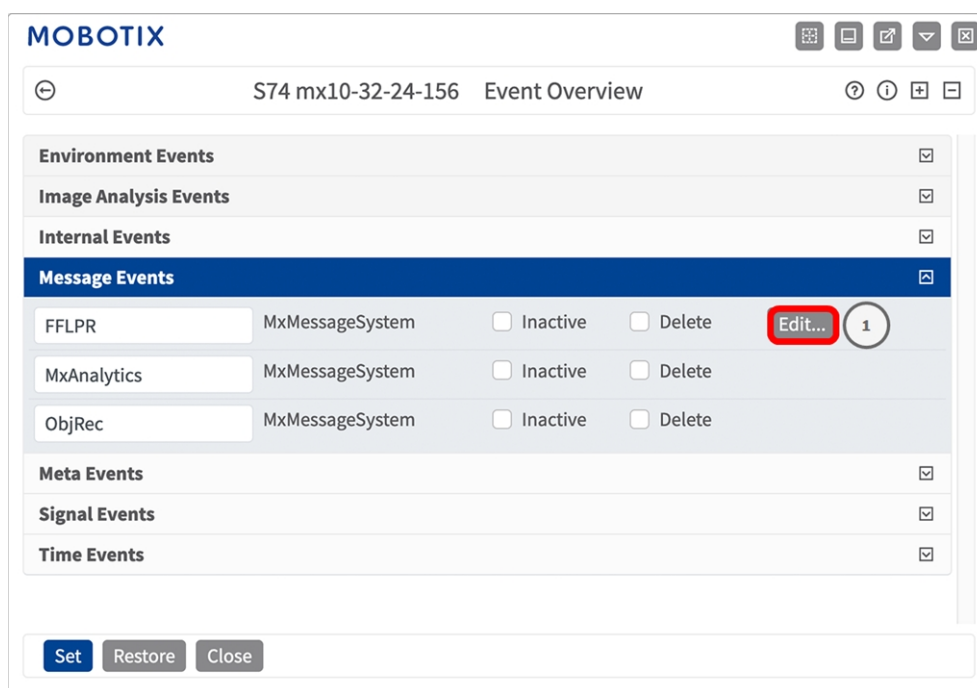 MOBOTIX
S74 mx10-32-24-156 Event Overview
Environment Events
Image Analysis Events
Internal Events
Message Events
FFLPR MxMessageSystem Inactive Delete Edit... 1
MxAnalytics MxMessageSystem Inactive Delete
ObjRec MxMessageSystem Inactive Delete
Meta Events
Signal Events
Time Events
Set Restore Close